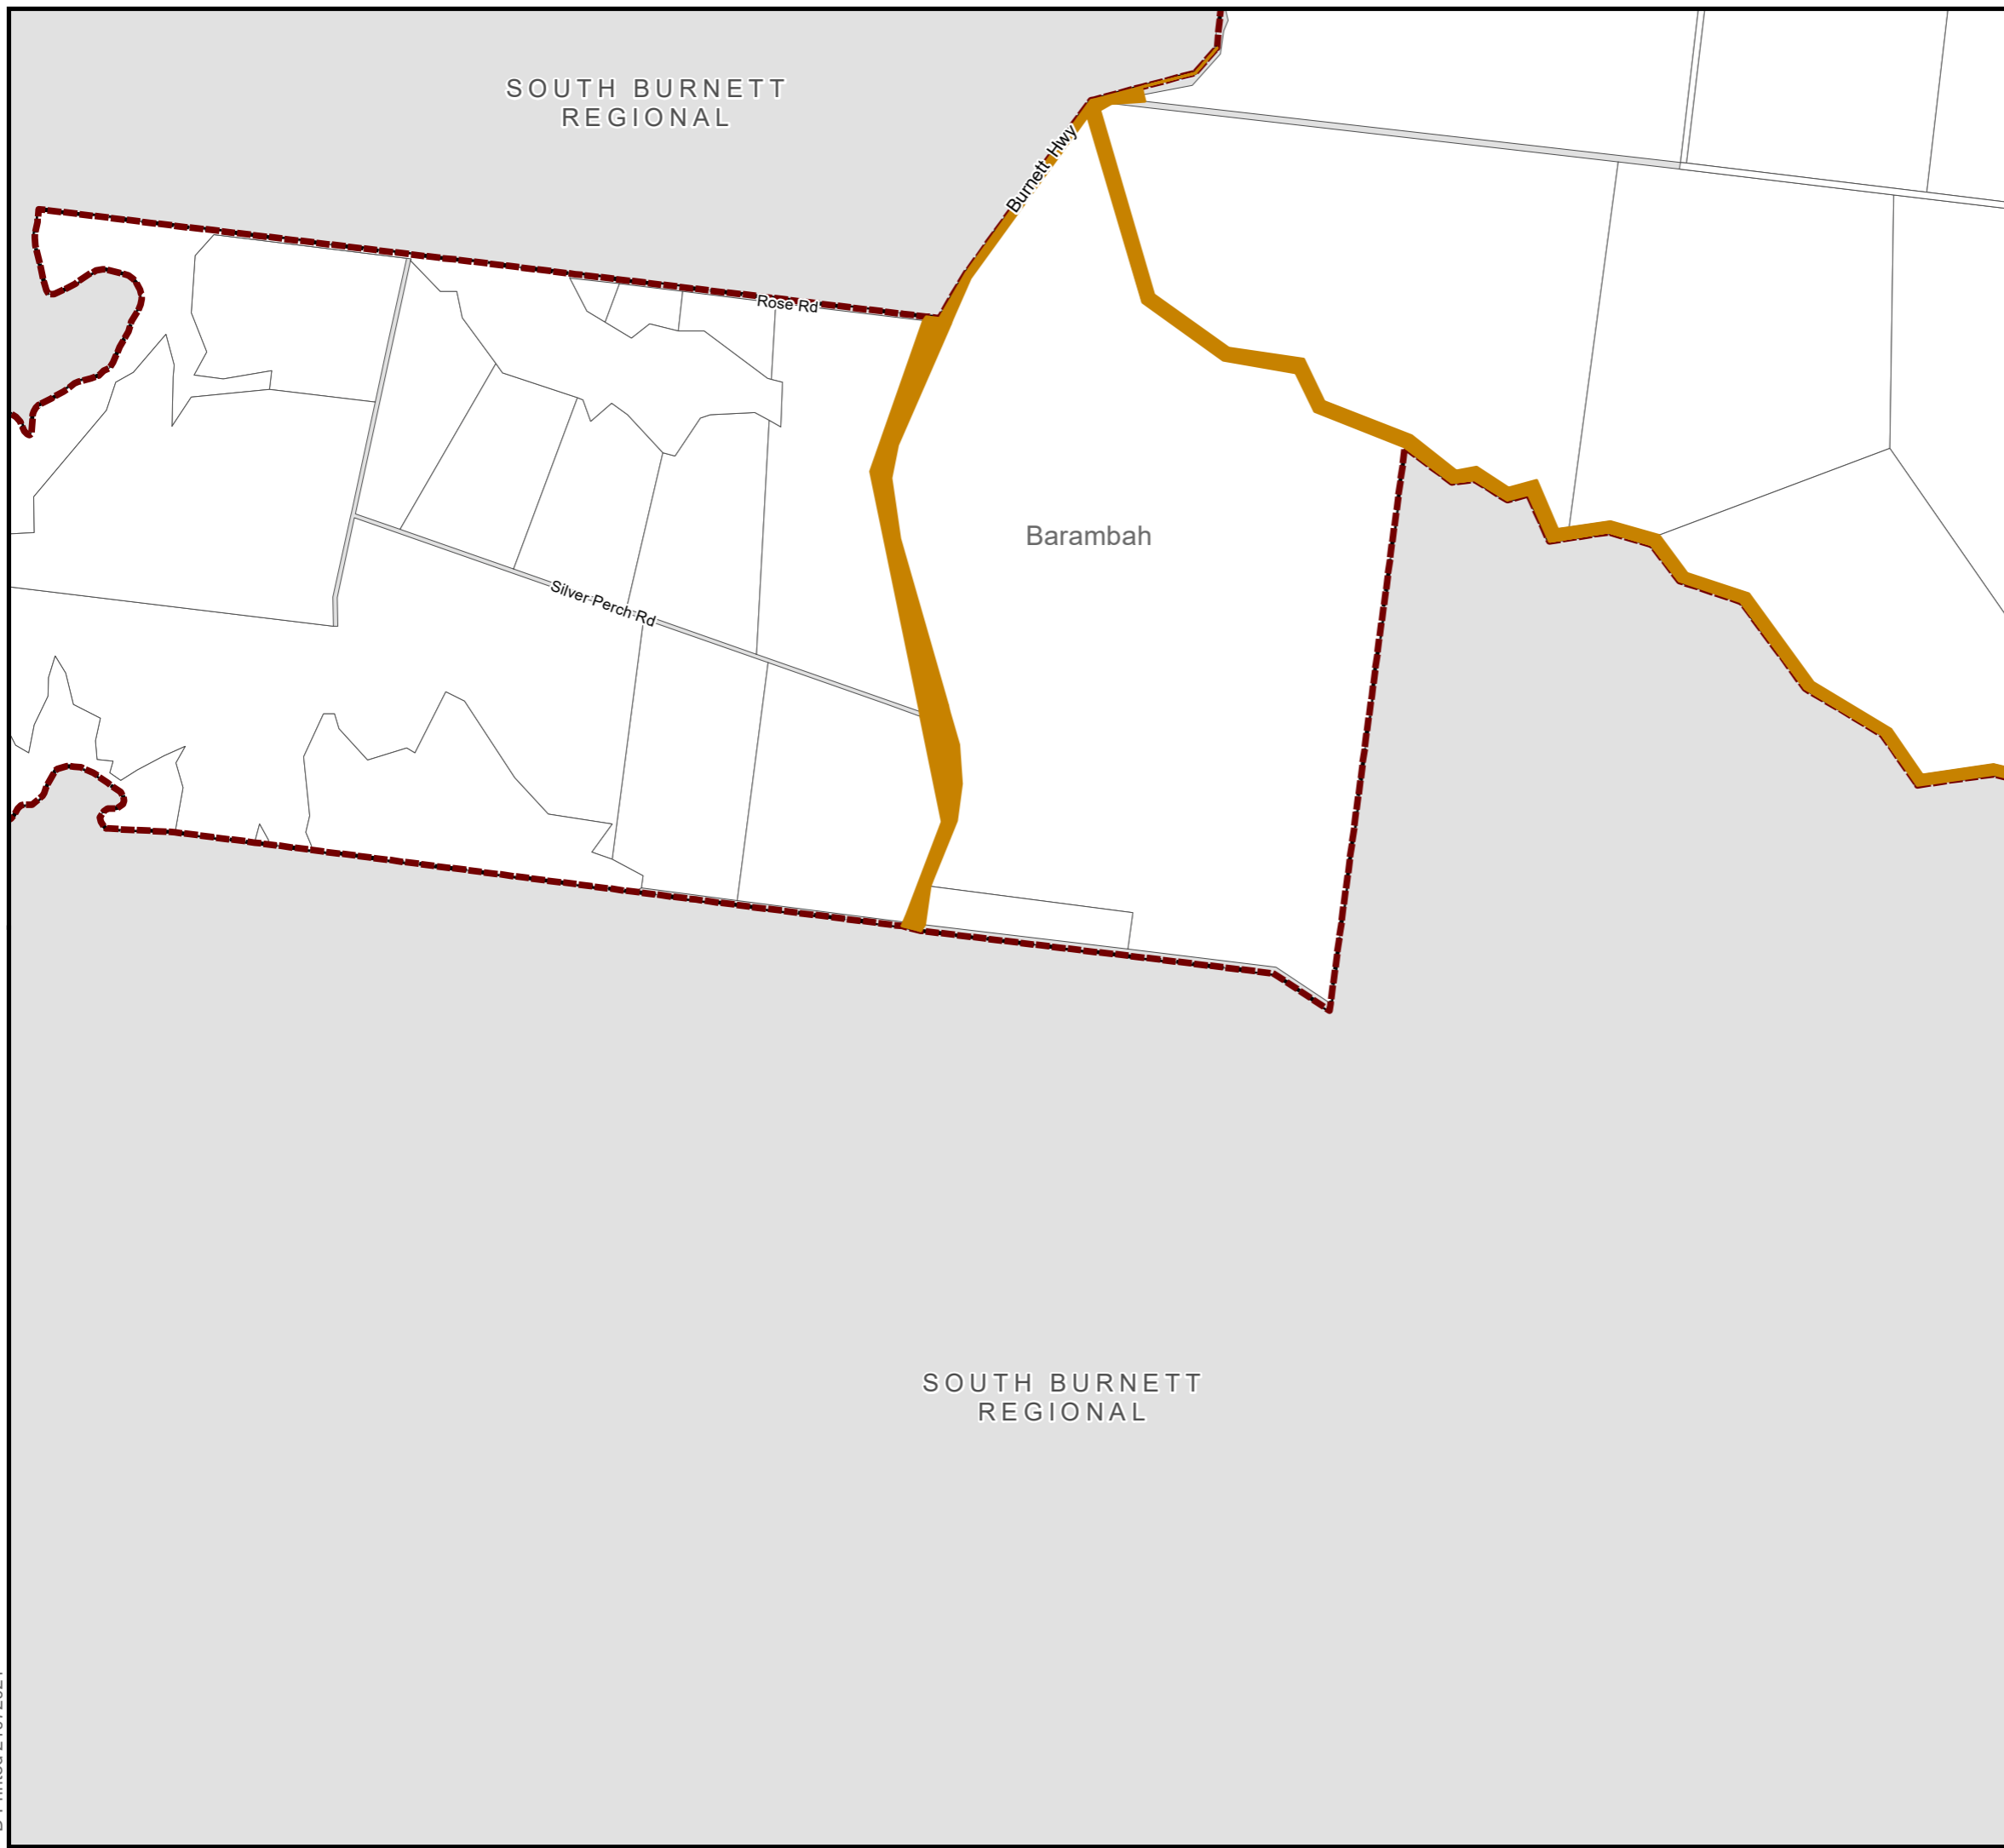 SOUTH BURNETT
REGIONAL
Burnett Hwy
Rose Rd
Barambah
Silver Perch Rd
SOUTH BURNETT
REGIONAL